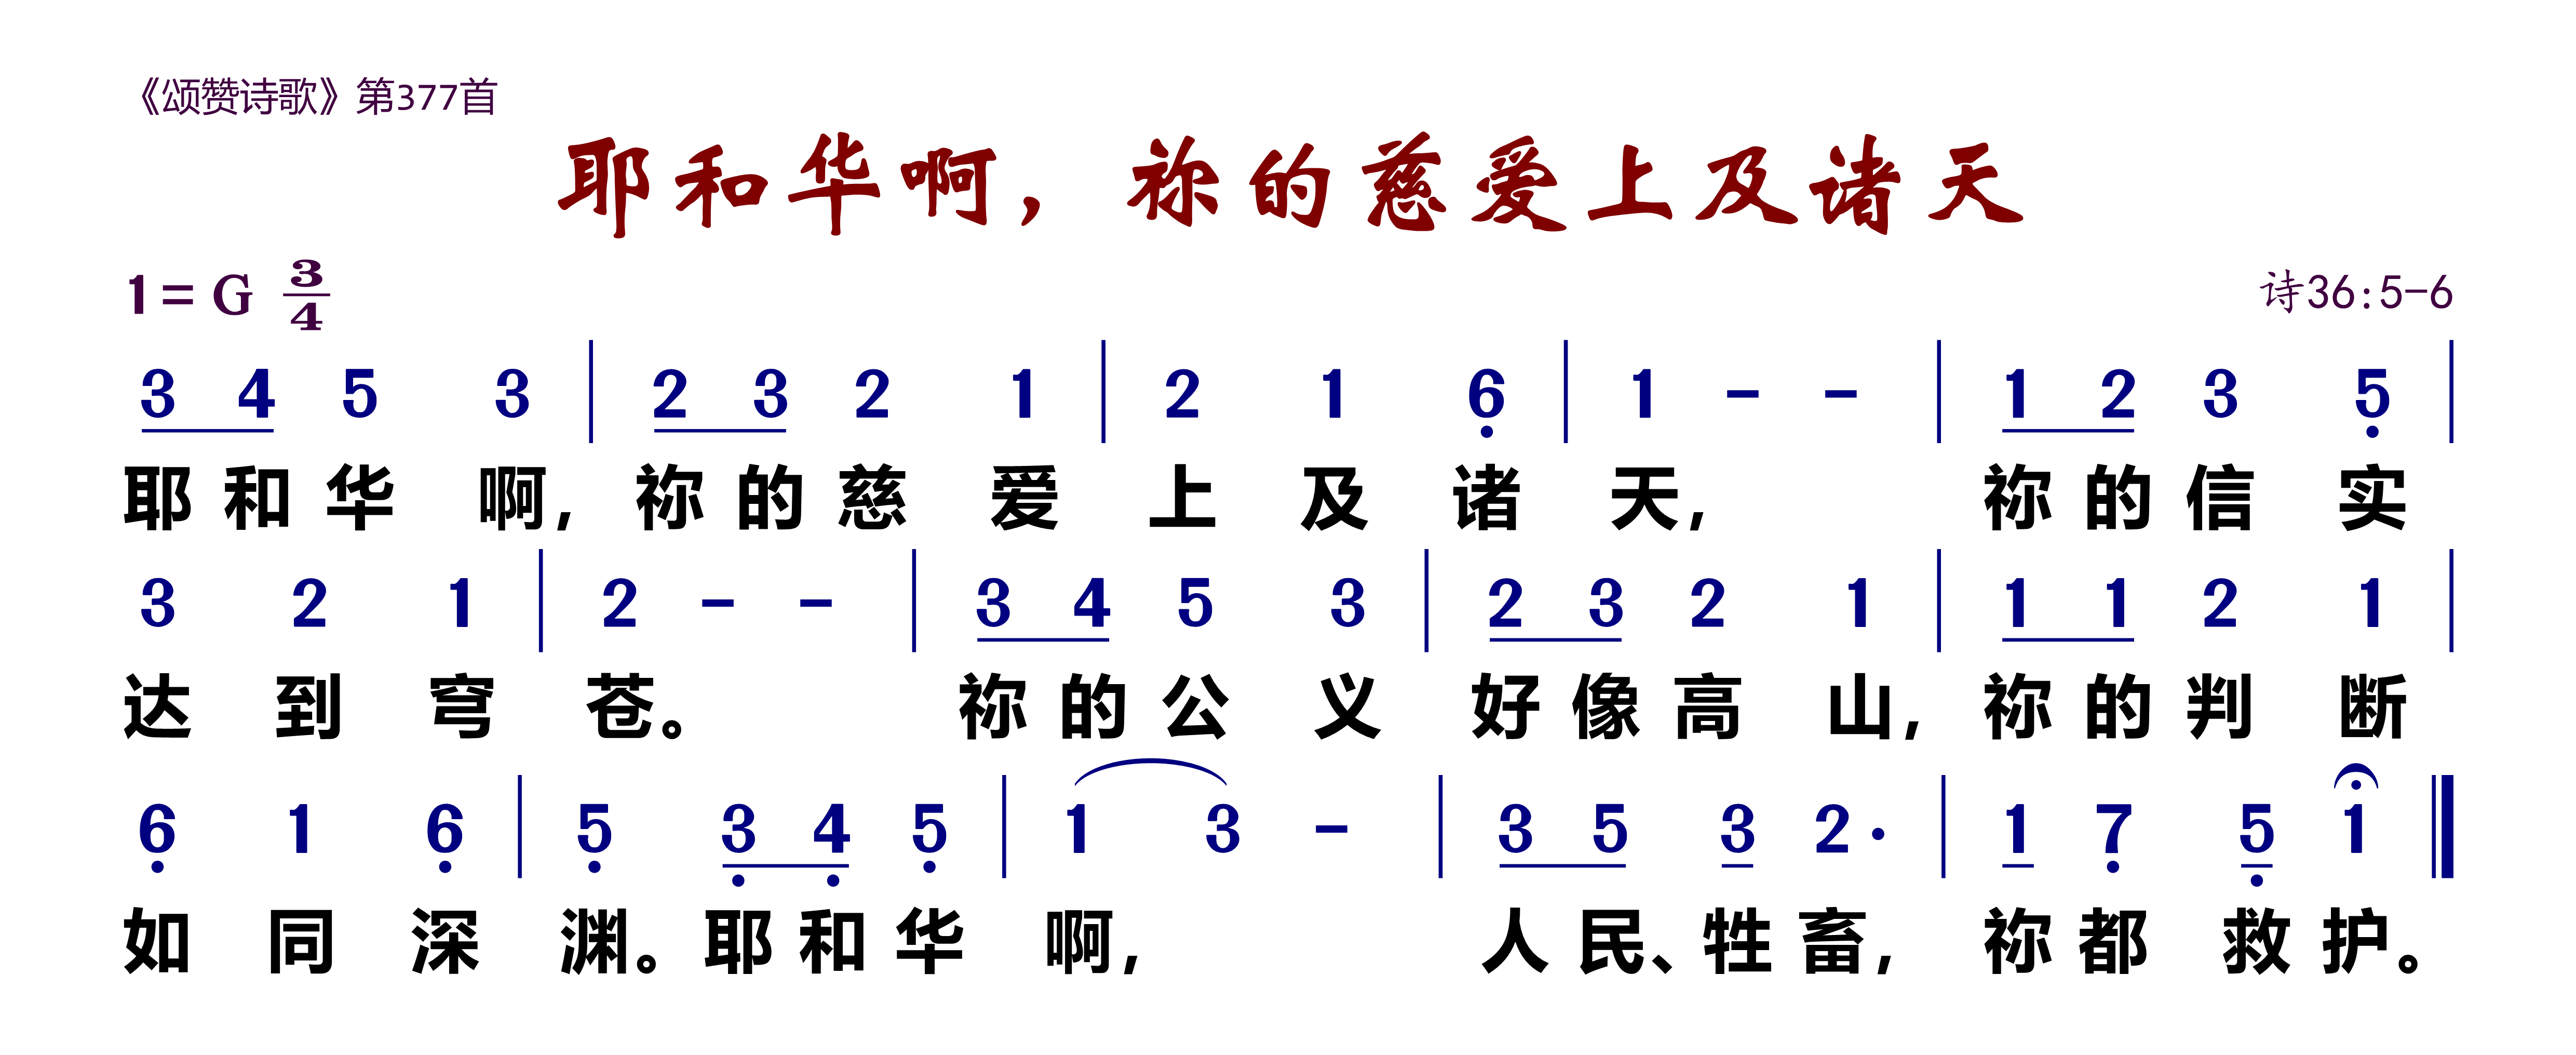 《颂赞诗歌》第377首
耶和华啊，祢的慈爱上及诸天
1= G 3/4
诗36:5-6
3 4 5 3 | 2 3 2 1 | 2 1 6̣ | 1 - - | 1 2 3 5̣ |
耶和华啊，祢的慈爱上及诸天，祢的信实
3 2 1 | 2 - - | 3 4 5 3 | 2 3 2 1 | 1 1 2 1 |
达到穹苍。祢的公义好像高山，祢的判断
6̣ 1 6̣ | 5̣ 3̣ 4̣ 5̣ | 1 3 - | 3 5 3 2· | 1 7̣ 5̣ 1 ‖
如同深渊。耶和华啊，人民、牲畜，祢都救护。